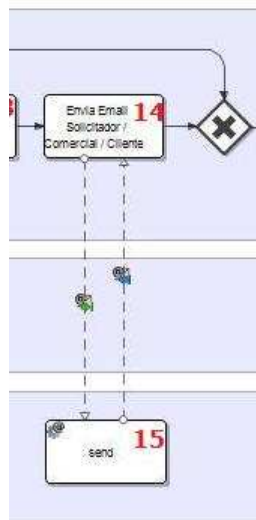 Envia Email 14
Solicitador /
Comercial / Cliente
send 15